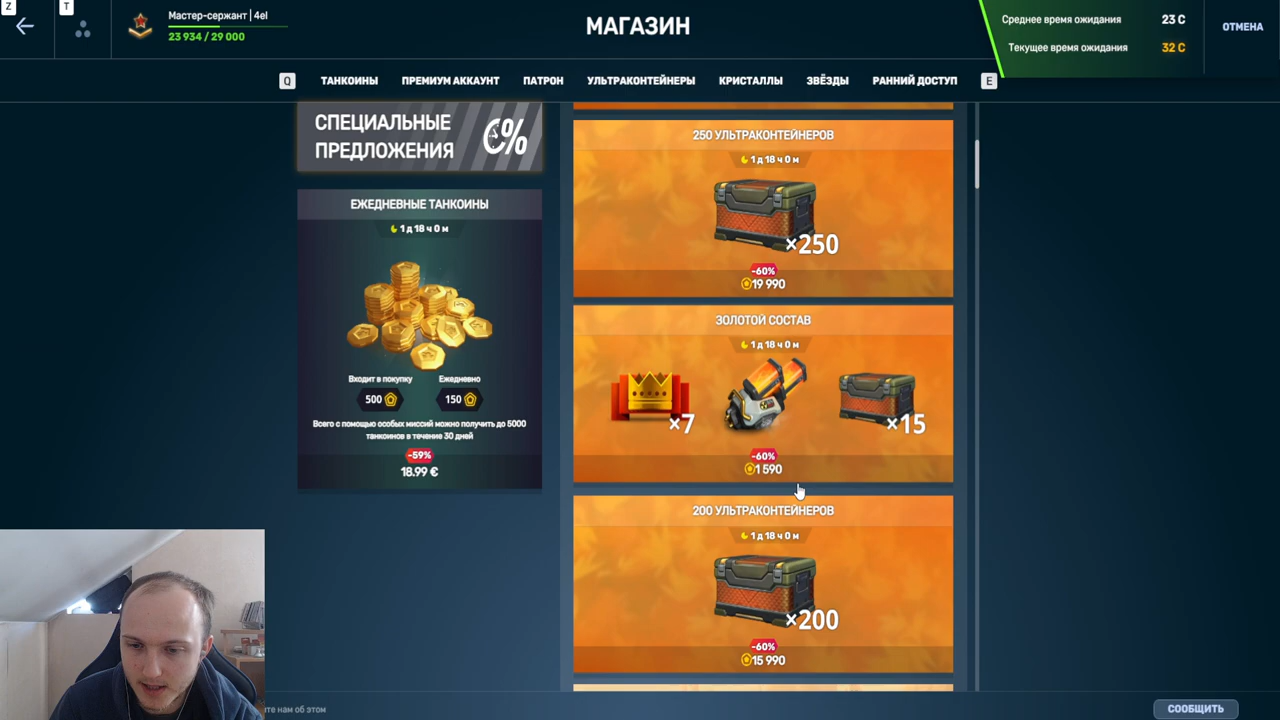 Z
T
Мастер-сержант | 4el
23 934 / 29 000
МАГАЗИН
Среднее время ожидания 23 С
Текущее время ожидания 32 С
ОТМЕНА
Q ТАНКОИНЫ ПРЕМИУМ АККАУНТ ПАТРОН УЛЬТРАКОНТЕЙНЕРЫ КРИСТАЛЛЫ ЗВЁЗДЫ РАННИЙ ДОСТУП E
СПЕЦИАЛЬНЫЕ
ПРЕДЛОЖЕНИЯ
%
ЕЖЕДНЕВНЫЕ ТАНКОИНЫ
1 д 18 ч 0 м
Входит в покупку Ежедневно
500 150
Всего с помощью особых миссий можно получить до 5000
танкоинов в течение 30 дней
-59%
18.99 €
250 УЛЬТРАКОНТЕЙНЕРОВ
1 д 18 ч 0 м
×250
-60%
19 990
ЗОЛОТОЙ СОСТАВ
1 д 18 ч 0 м
×7 ×15
-60%
1 590
200 УЛЬТРАКОНТЕЙНЕРОВ
1 д 18 ч 0 м
×200
-60%
15 990
те нам об этом
СООБЩИТЬ